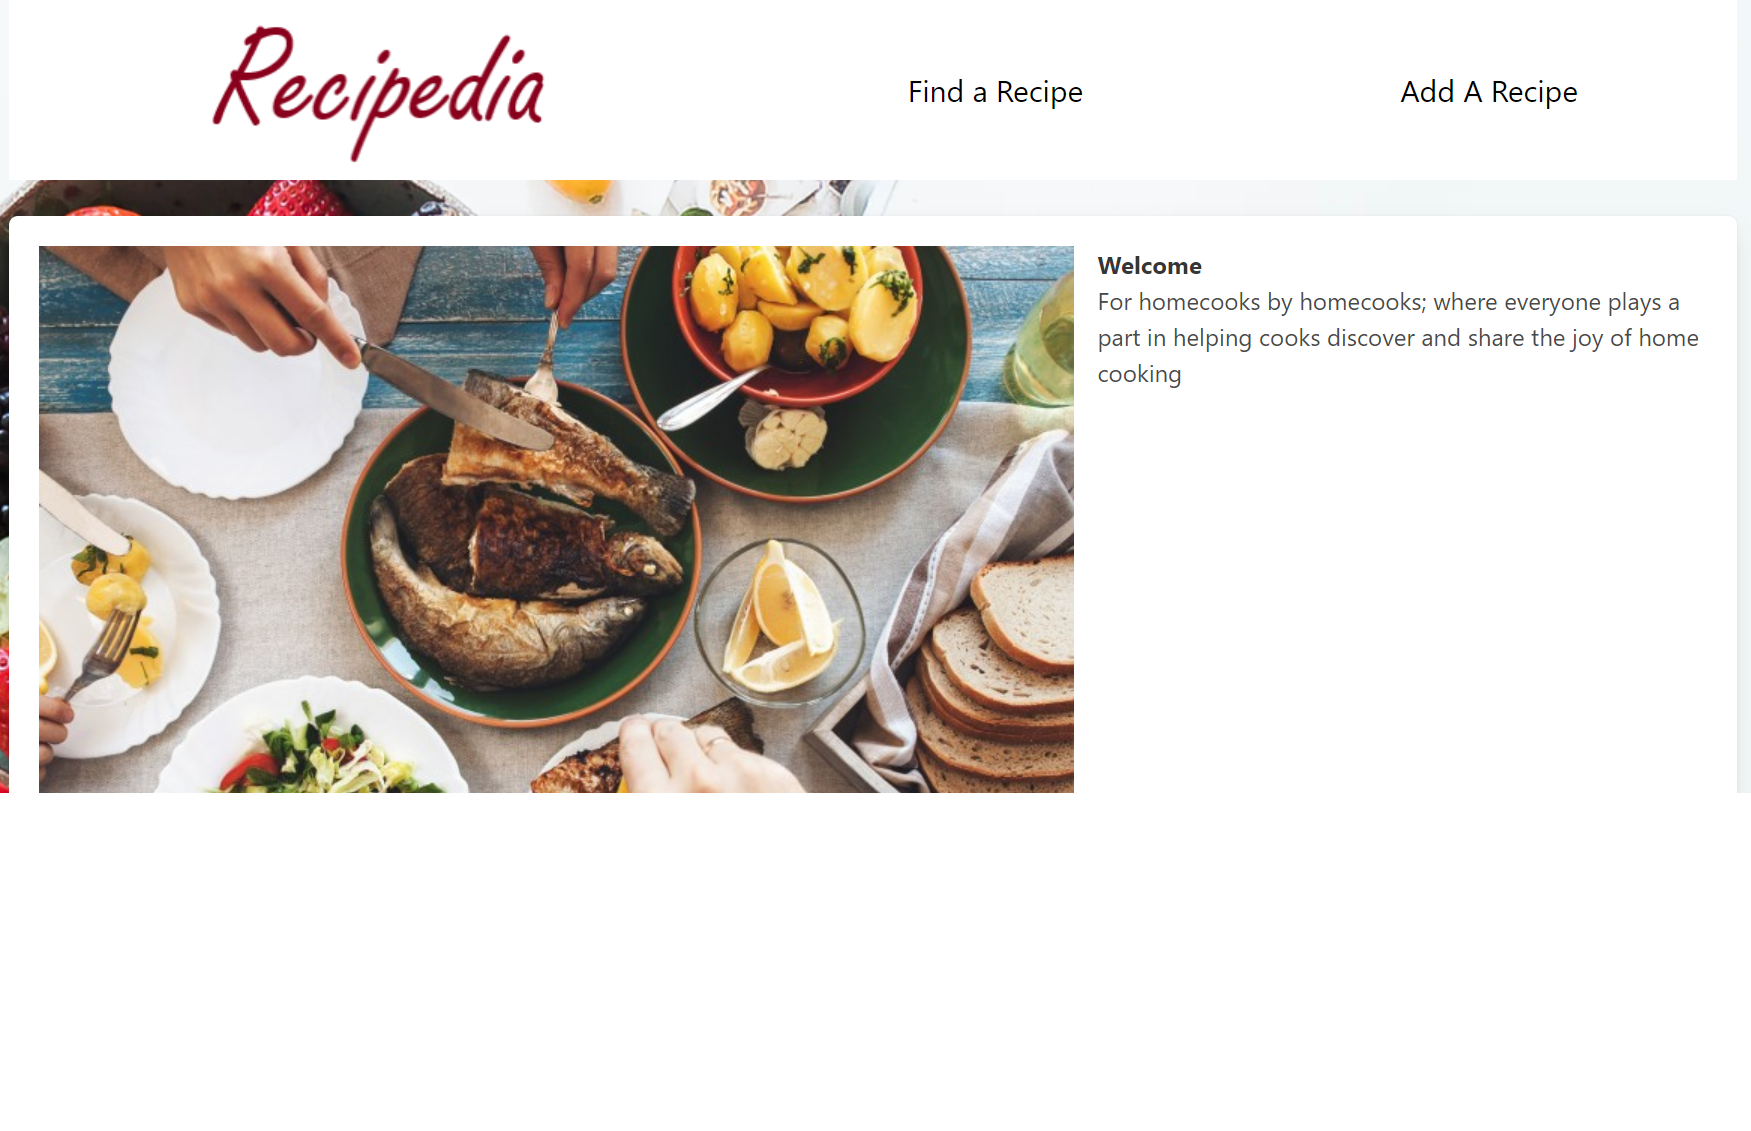 Recipedia
Find a Recipe
Add A Recipe
Welcome
For homecooks by homecooks; where everyone plays a
part in helping cooks discover and share the joy of home
cooking